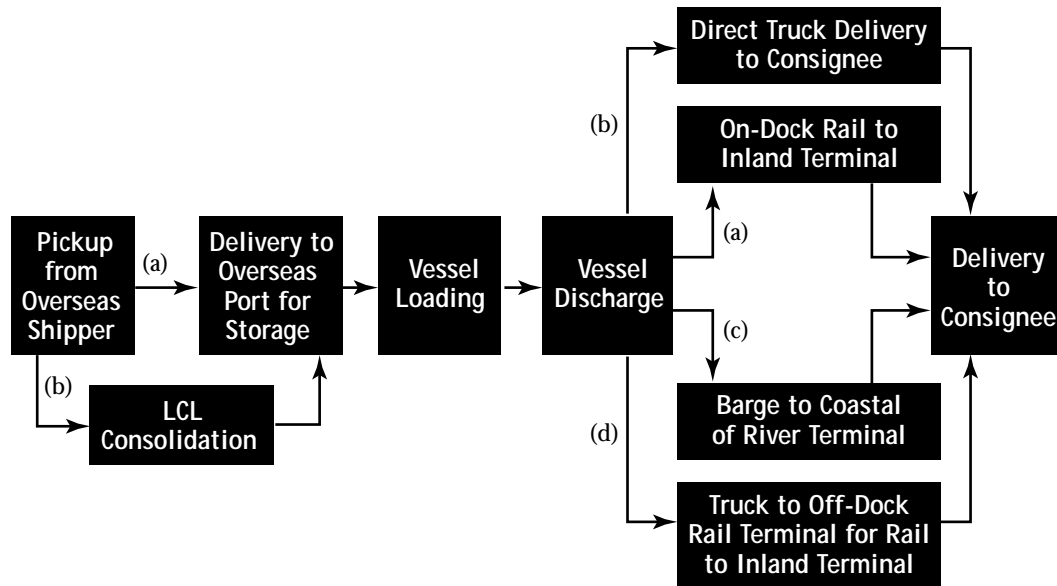 Pickup
from
Overseas
Shipper
(a)
(b)
LCL
Consolidation
Delivery to
Overseas
Port for
Storage
Vessel
Loading
Vessel
Discharge
(b)
Direct Truck Delivery
to Consignee
(a)
On-Dock Rail to
Inland Terminal
(c)
Barge to Coastal
of River Terminal
(d)
Truck to Off-Dock
Rail Terminal for Rail
to Inland Terminal
Delivery
to
Consignee